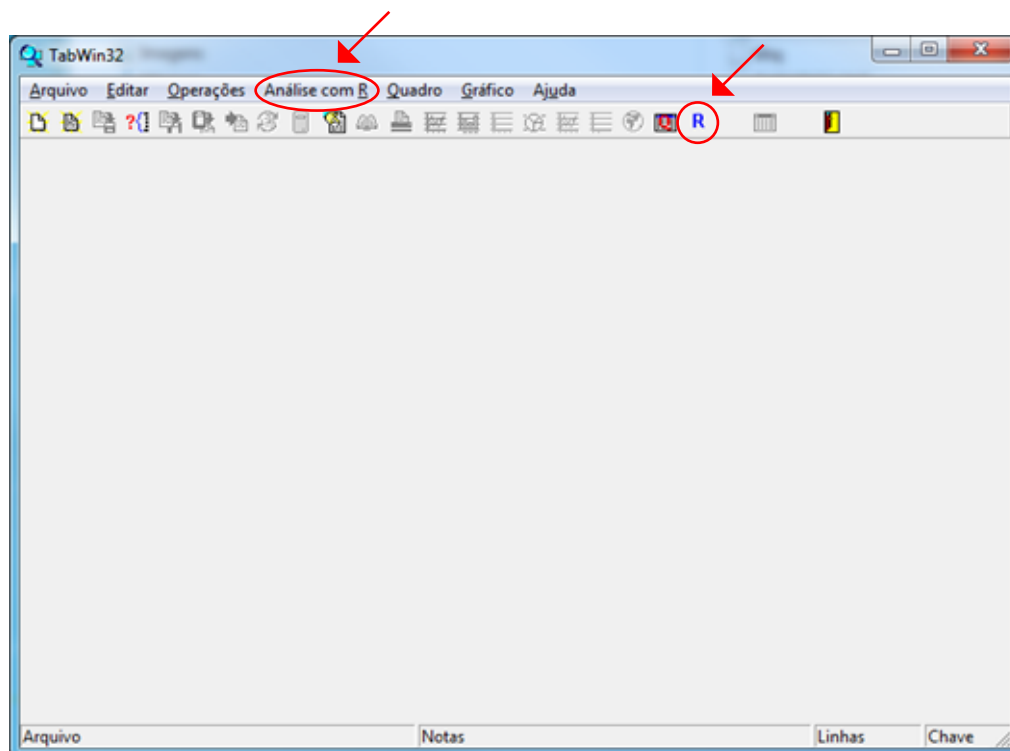 TabWin32
Arquivo Editar Operações Análise com R Quadro Gráfico Ajuda
?{} R
Arquivo Notas Linhas Chave